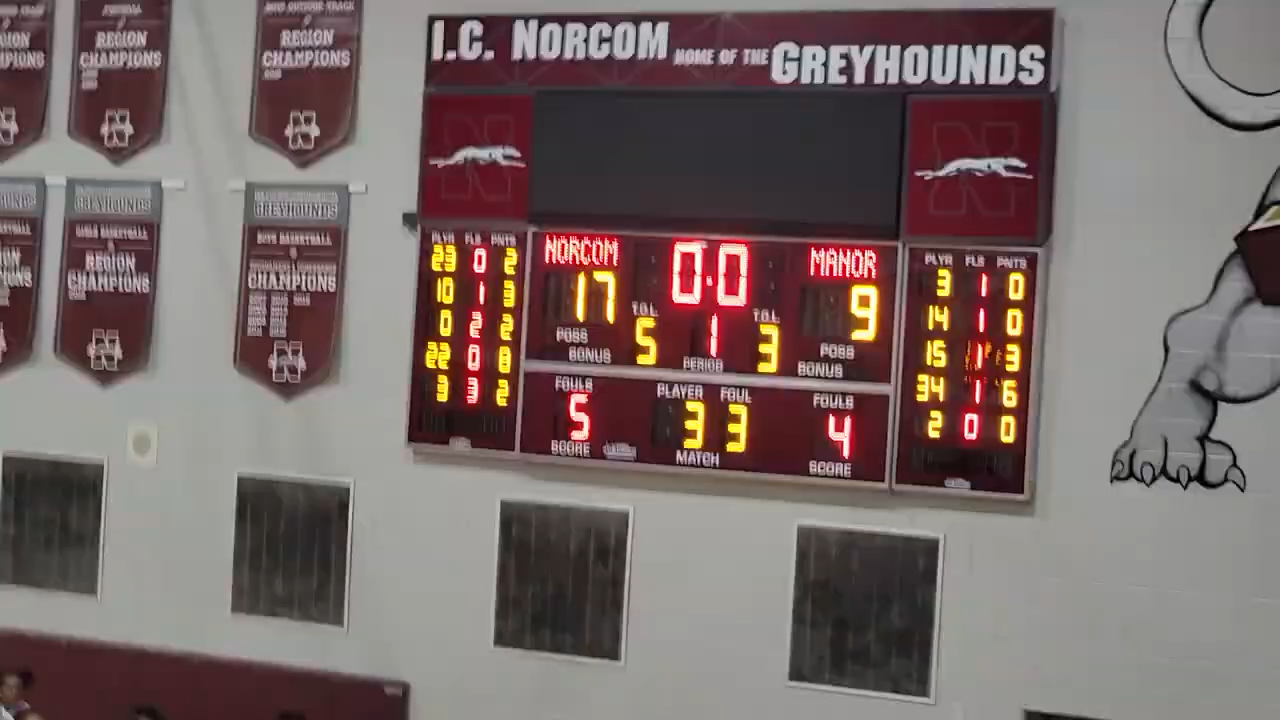 I.C. NORCOM HOME OF THE GREYHOUNDS
REGION
CHAMPIONS
REGION
CHAMPIONS
GREYHOUNDS
GREYHOUNDS
GIRLS BASKETBALL
REGION
CHAMPIONS
BOYS BASKETBALL
CHAMPIONS
N
N
PLYR FLS PNTS
23 0 2
10 1 3
0 2 2
22 0 8
3 3 2
NORCOM 0.0 MANOR
17 9
T.O.L. T.O.L.
5 1 3
POSS PERIOD POSS
BONUS BONUS
FOULS PLAYER FOUL FOULS
5 3 3 4
SCORE MATCH SCORE
PLYR FLS PNTS
3 1 0
14 1 0
15 1 3
34 1 6
2 0 0